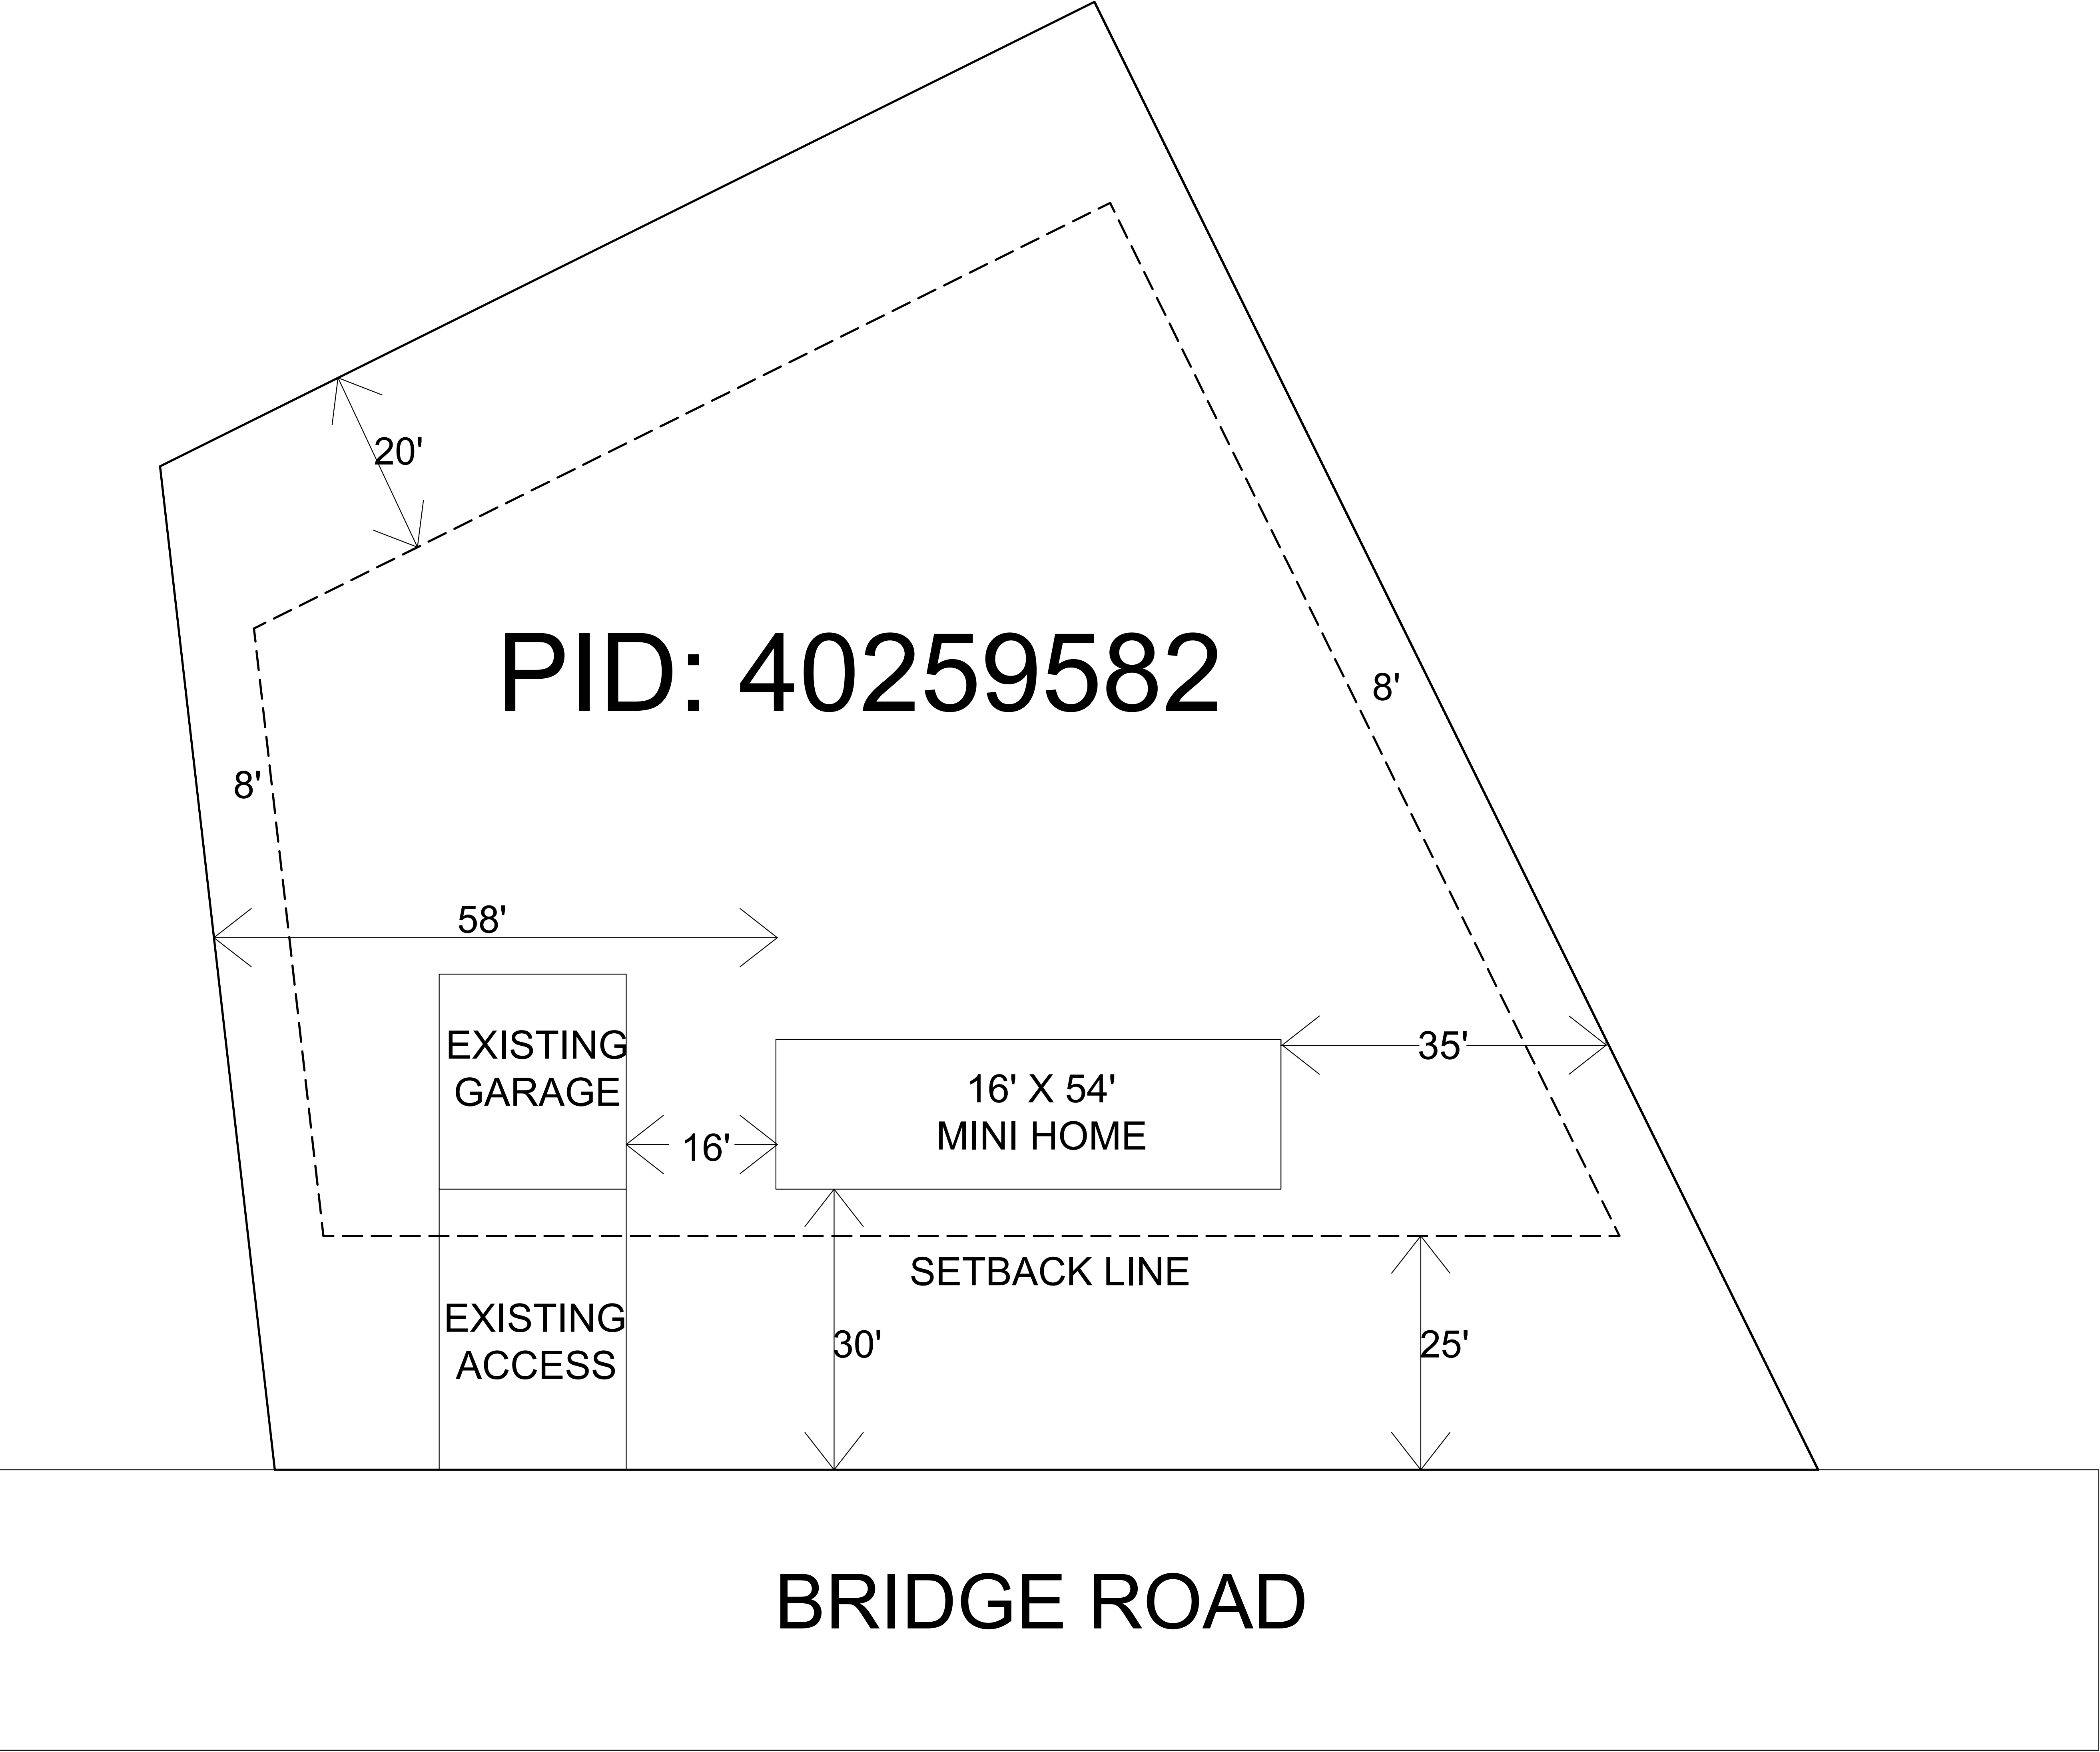 20'
PID: 40259582
8'
8'
58'
EXISTING
GARAGE
16'
16' X 54'
MINI HOME
35'
SETBACK LINE
EXISTING
ACCESS
30'
25'
BRIDGE ROAD